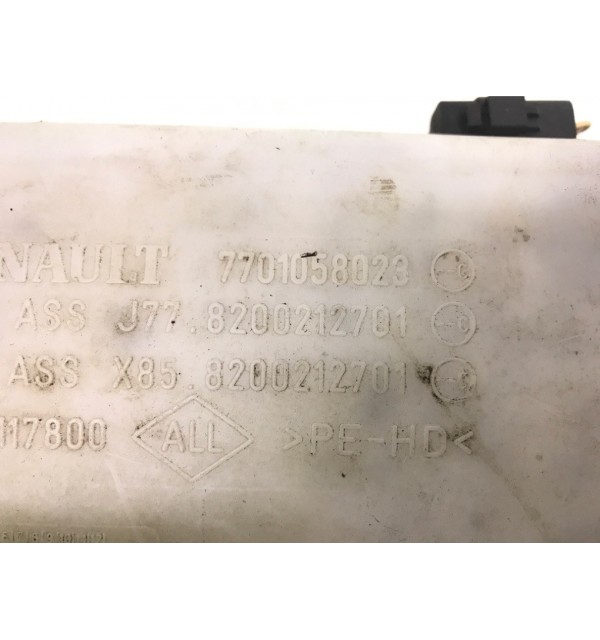 NAULT 7701058023
ASS J77.8200212701
ASS X85.8200212701
117800 <ALL> >PE-HD<